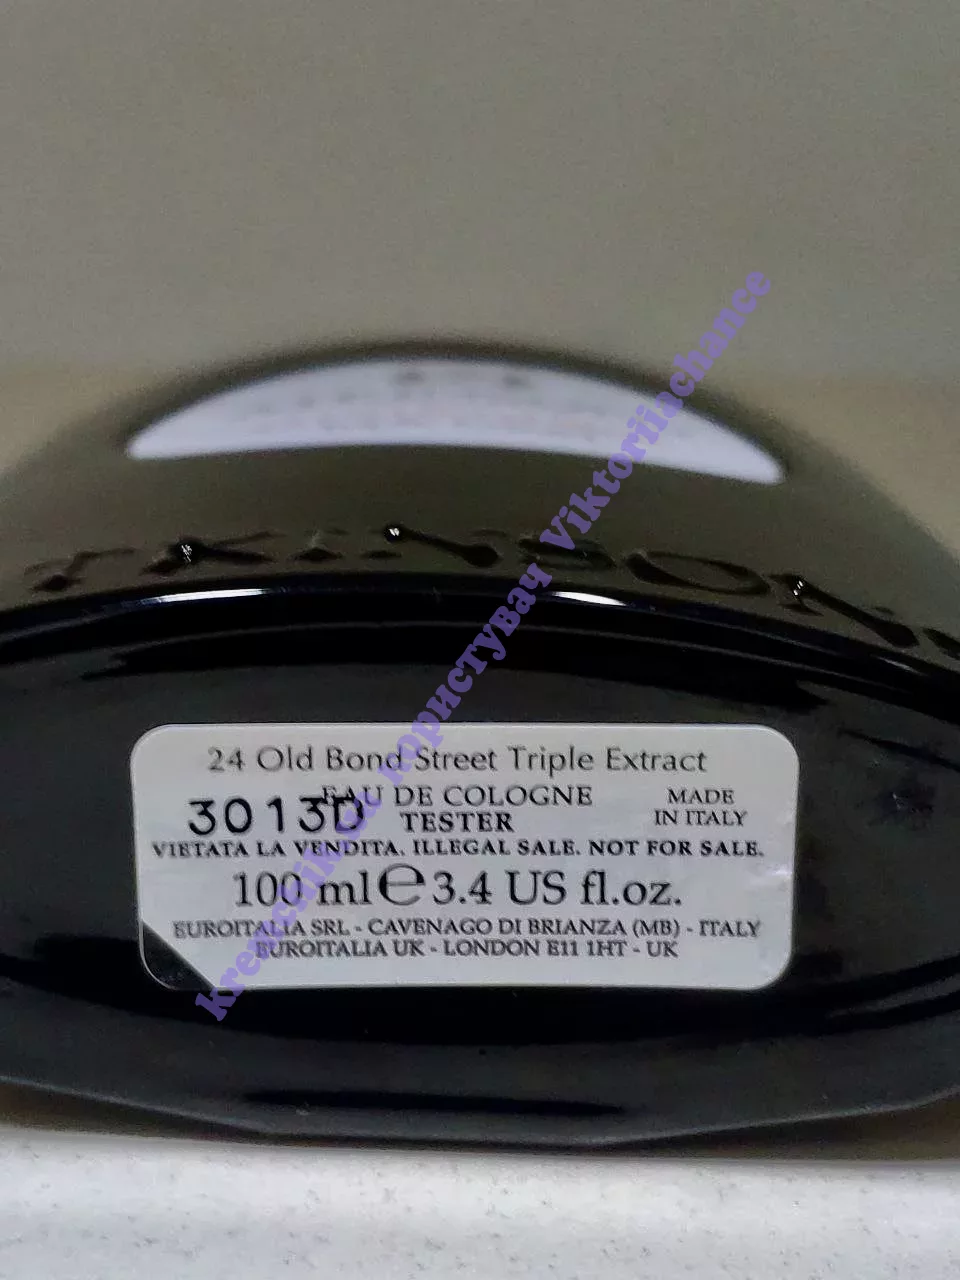 TKINSON
24 Old Bond Street Triple Extract
EAU DE COLOGNE
3013D
TESTER
MADE
IN ITALY
VIETATA LA VENDITA. ILLEGAL SALE. NOT FOR SALE.
100 ml ℮ 3.4 US fl.oz.
EUROITALIA SRL - CAVENAGO DI BRIANZA (MB) - ITALY
EUROITALIA UK - LONDON E11 1HT - UK
користувач Viktoriiachance